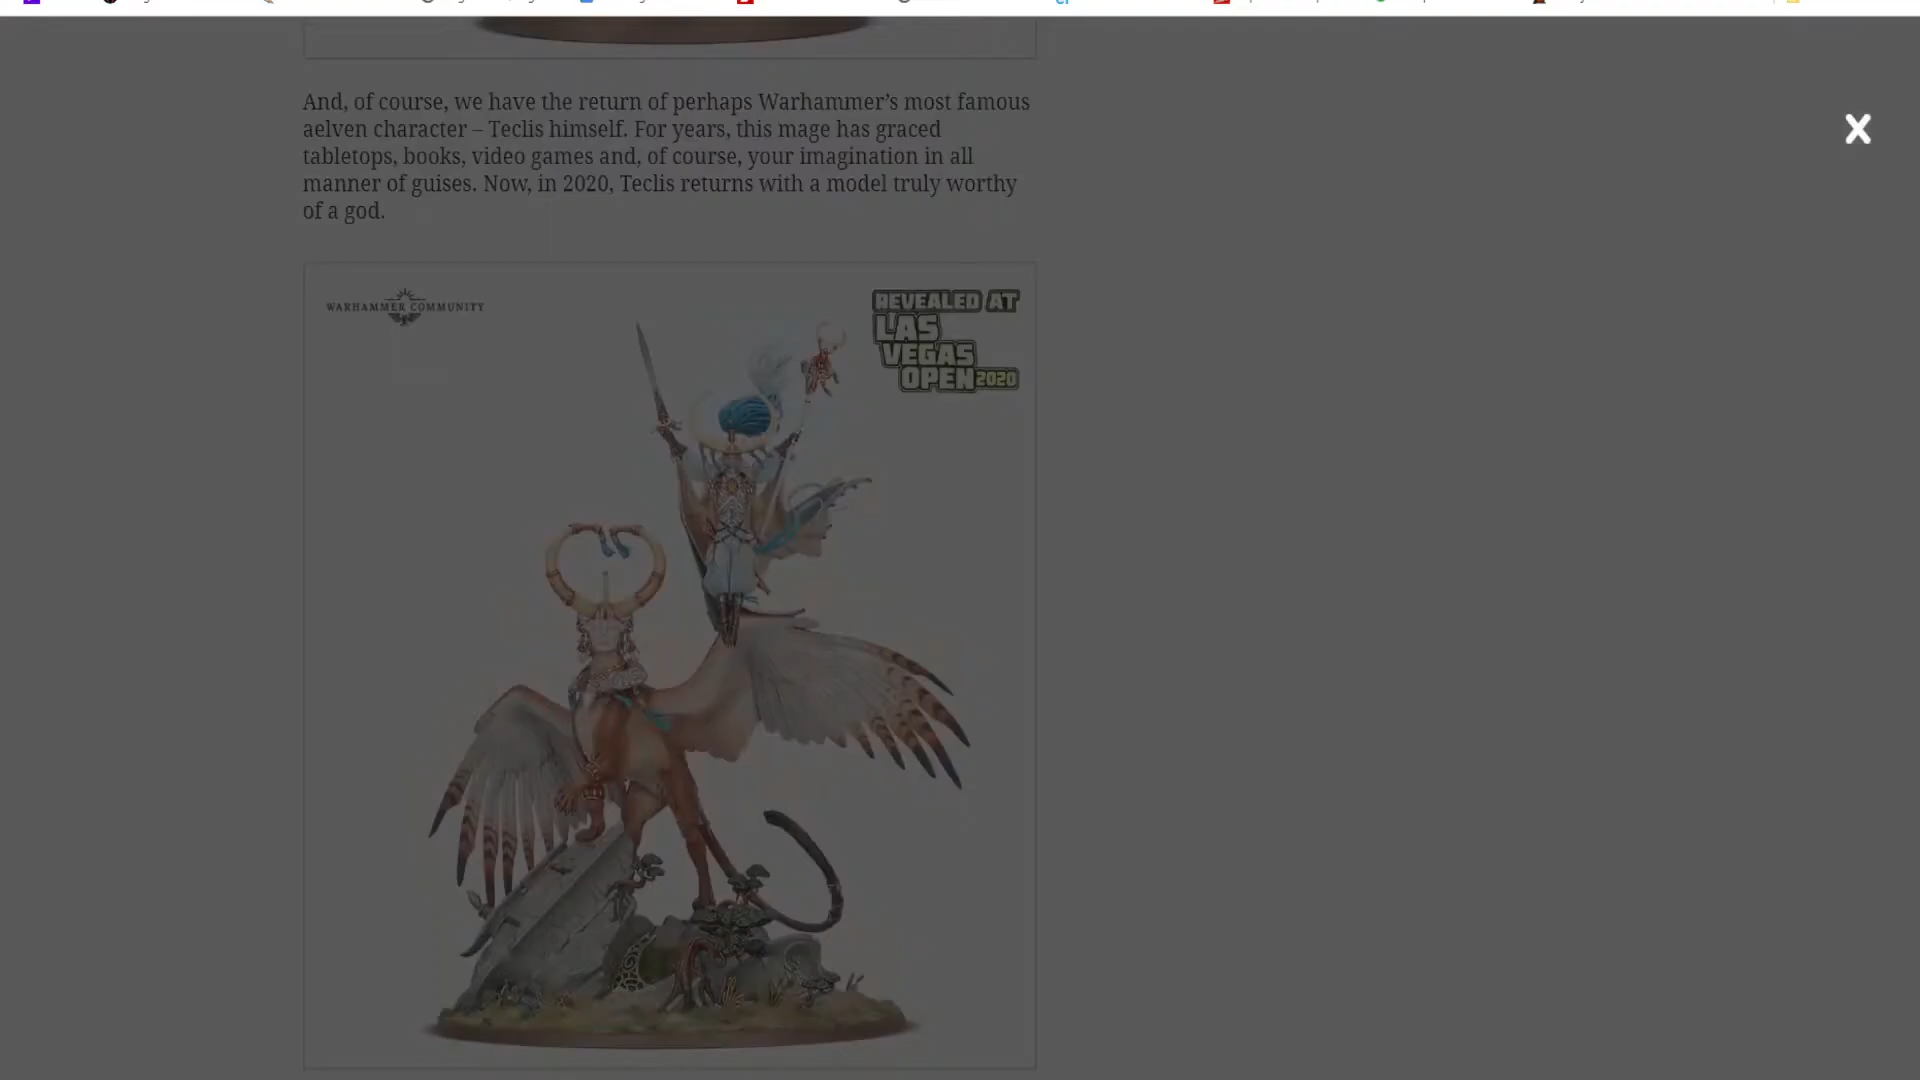 And, of course, we have the return of perhaps Warhammer’s most famous
aelven character – Teclis himself. For years, this mage has graced
tabletops, books, video games and, of course, your imagination in all
manner of guises. Now, in 2020, Teclis returns with a model truly worthy
of a god.
WARHAMMER COMMUNITY
REVEALED AT
LAS
VEGAS
OPEN 2020